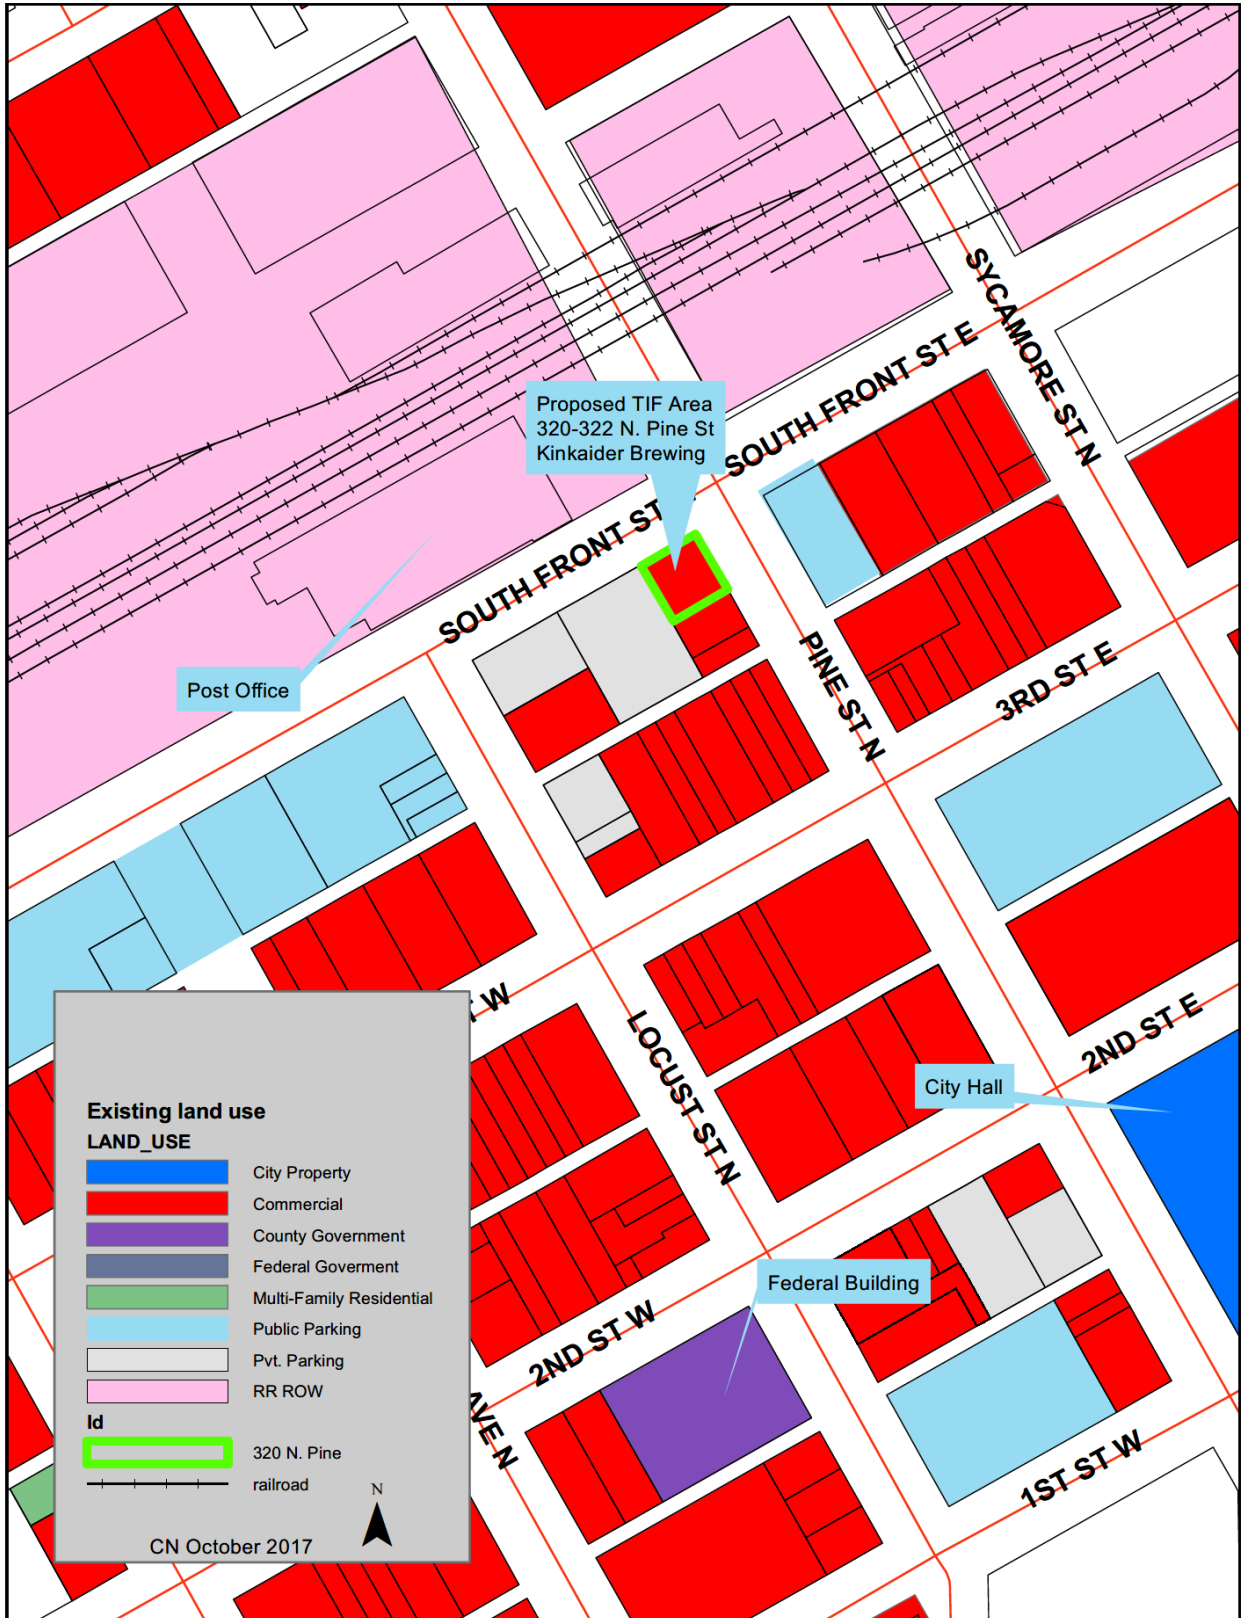 SYCAMORE ST N
SOUTH FRONT ST E
Proposed TIF Area
320-322 N. Pine St
Kinkaider Brewing
SOUTH FRONT ST
Post Office
PINE ST N
3RD ST E
W
LOCUST ST N
2ND ST E
City Hall
Federal Building
2ND ST W
AVE N
1ST ST W
Existing land use
LAND_USE
City Property
Commercial
County Government
Federal Goverment
Multi-Family Residential
Public Parking
Pvt. Parking
RR ROW
Id
320 N. Pine
railroad
N
CN October 2017